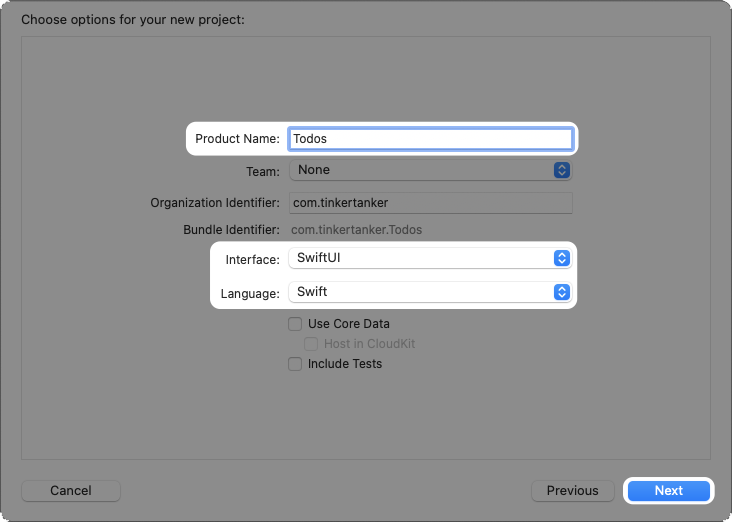 Choose options for your new project:
Product Name: Todos
Team: None
Organization Identifier: com.tinkertanker
Bundle Identifier: com.tinkertanker.Todos
Interface: SwiftUI
Language: Swift
Use Core Data
Host in CloudKit
Include Tests
Cancel Previous Next